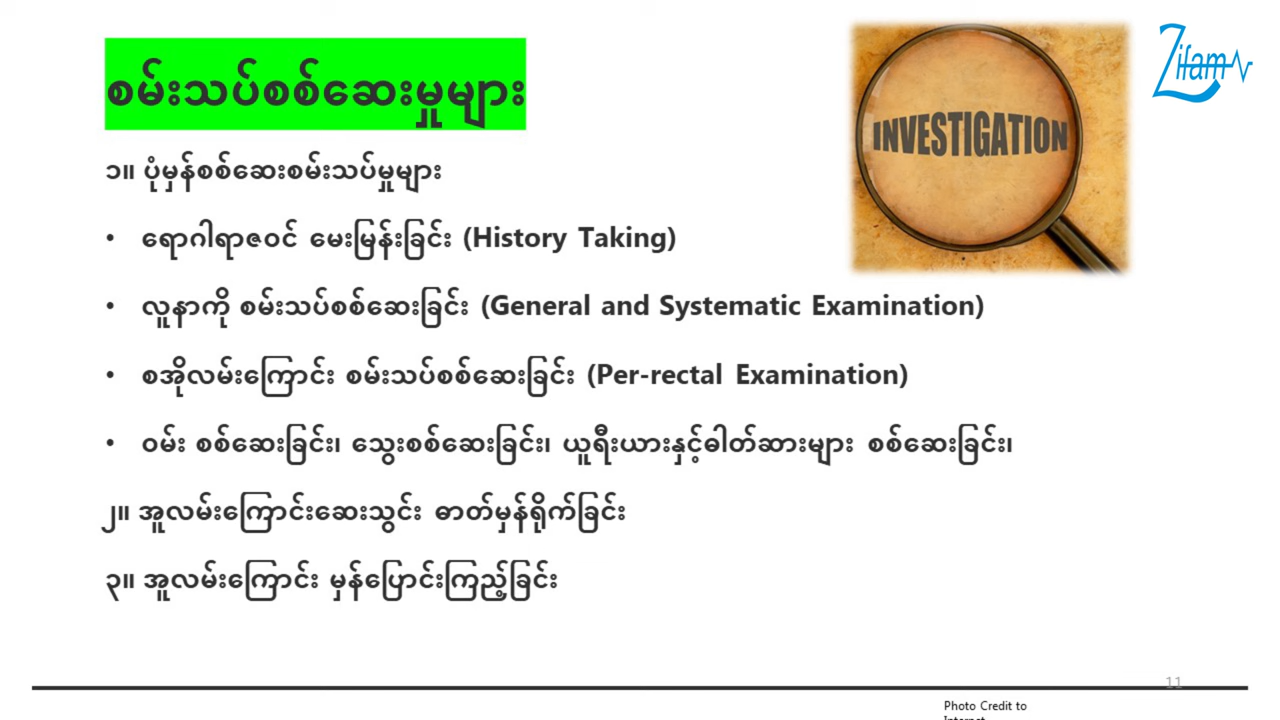 စမ်းသပ်စစ်ဆေးမှုများ
Zifam
INVESTIGATION
၁။ ပုံမှန်စစ်ဆေးစမ်းသပ်မှုများ
• ရောဂါရာဇဝင် မေးမြန်းခြင်း (History Taking)
• လူနာကို စမ်းသပ်စစ်ဆေးခြင်း (General and Systematic Examination)
• စအိုလမ်းကြောင်း စမ်းသပ်စစ်ဆေးခြင်း (Per-rectal Examination)
• ဝမ်း စစ်ဆေးခြင်း၊ သွေးစစ်ဆေးခြင်း၊ ယူရီးယားနှင့်ဓါတ်ဆားများ စစ်ဆေးခြင်း၊
၂။ အူလမ်းကြောင်းဆေးသွင်း ဓာတ်မှန်ရိုက်ခြင်း
၃။ အူလမ်းကြောင်း မှန်ပြောင်းကြည့်ခြင်း
11
Photo Credit to